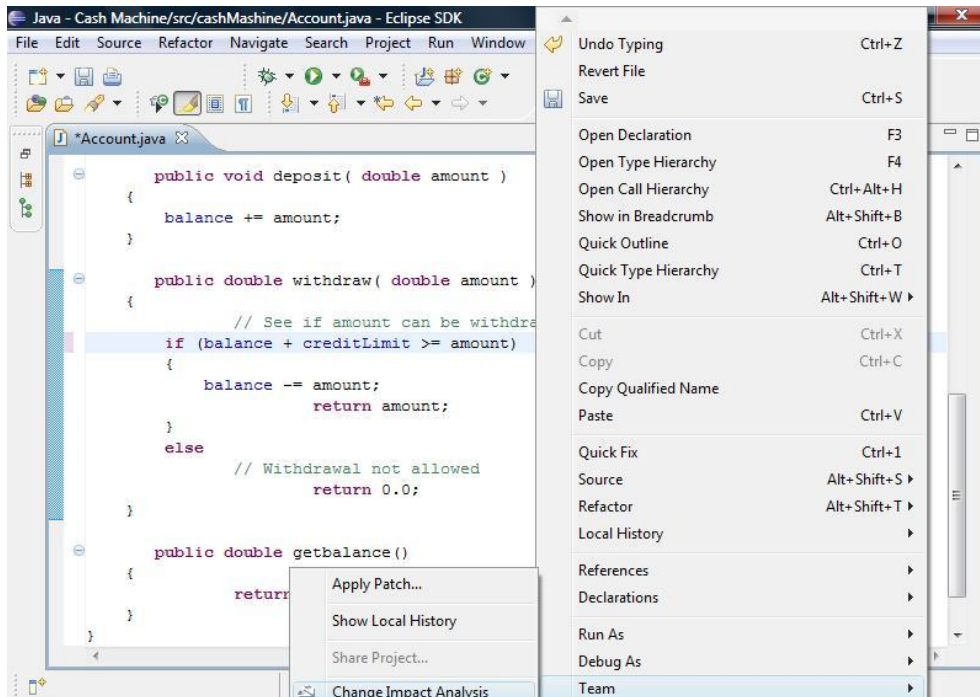 Java - Cash Machine/src/cashMashine/Account.java - Eclipse SDK
File Edit Source Refactor Navigate Search Project Run Window
*Account.java
public void deposit( double amount )
{
balance += amount;
}
public double withdraw( double amount )
{
// See if amount can be withdra
if (balance + creditLimit >= amount)
{
balance -= amount;
return amount;
}
else
// Withdrawal not allowed
return 0.0;
}
public double getbalance()
{
return
}
}
Undo Typing Ctrl+Z
Revert File
Save Ctrl+S
Open Declaration F3
Open Type Hierarchy F4
Open Call Hierarchy Ctrl+Alt+H
Show in Breadcrumb Alt+Shift+B
Quick Outline Ctrl+O
Quick Type Hierarchy Ctrl+T
Show In Alt+Shift+W
Cut Ctrl+X
Copy Ctrl+C
Copy Qualified Name
Paste Ctrl+V
Quick Fix Ctrl+1
Source Alt+Shift+S
Refactor Alt+Shift+T
Local History
References
Declarations
Run As
Debug As
Team
Apply Patch...
Show Local History
Share Project...
Change Impact Analysis